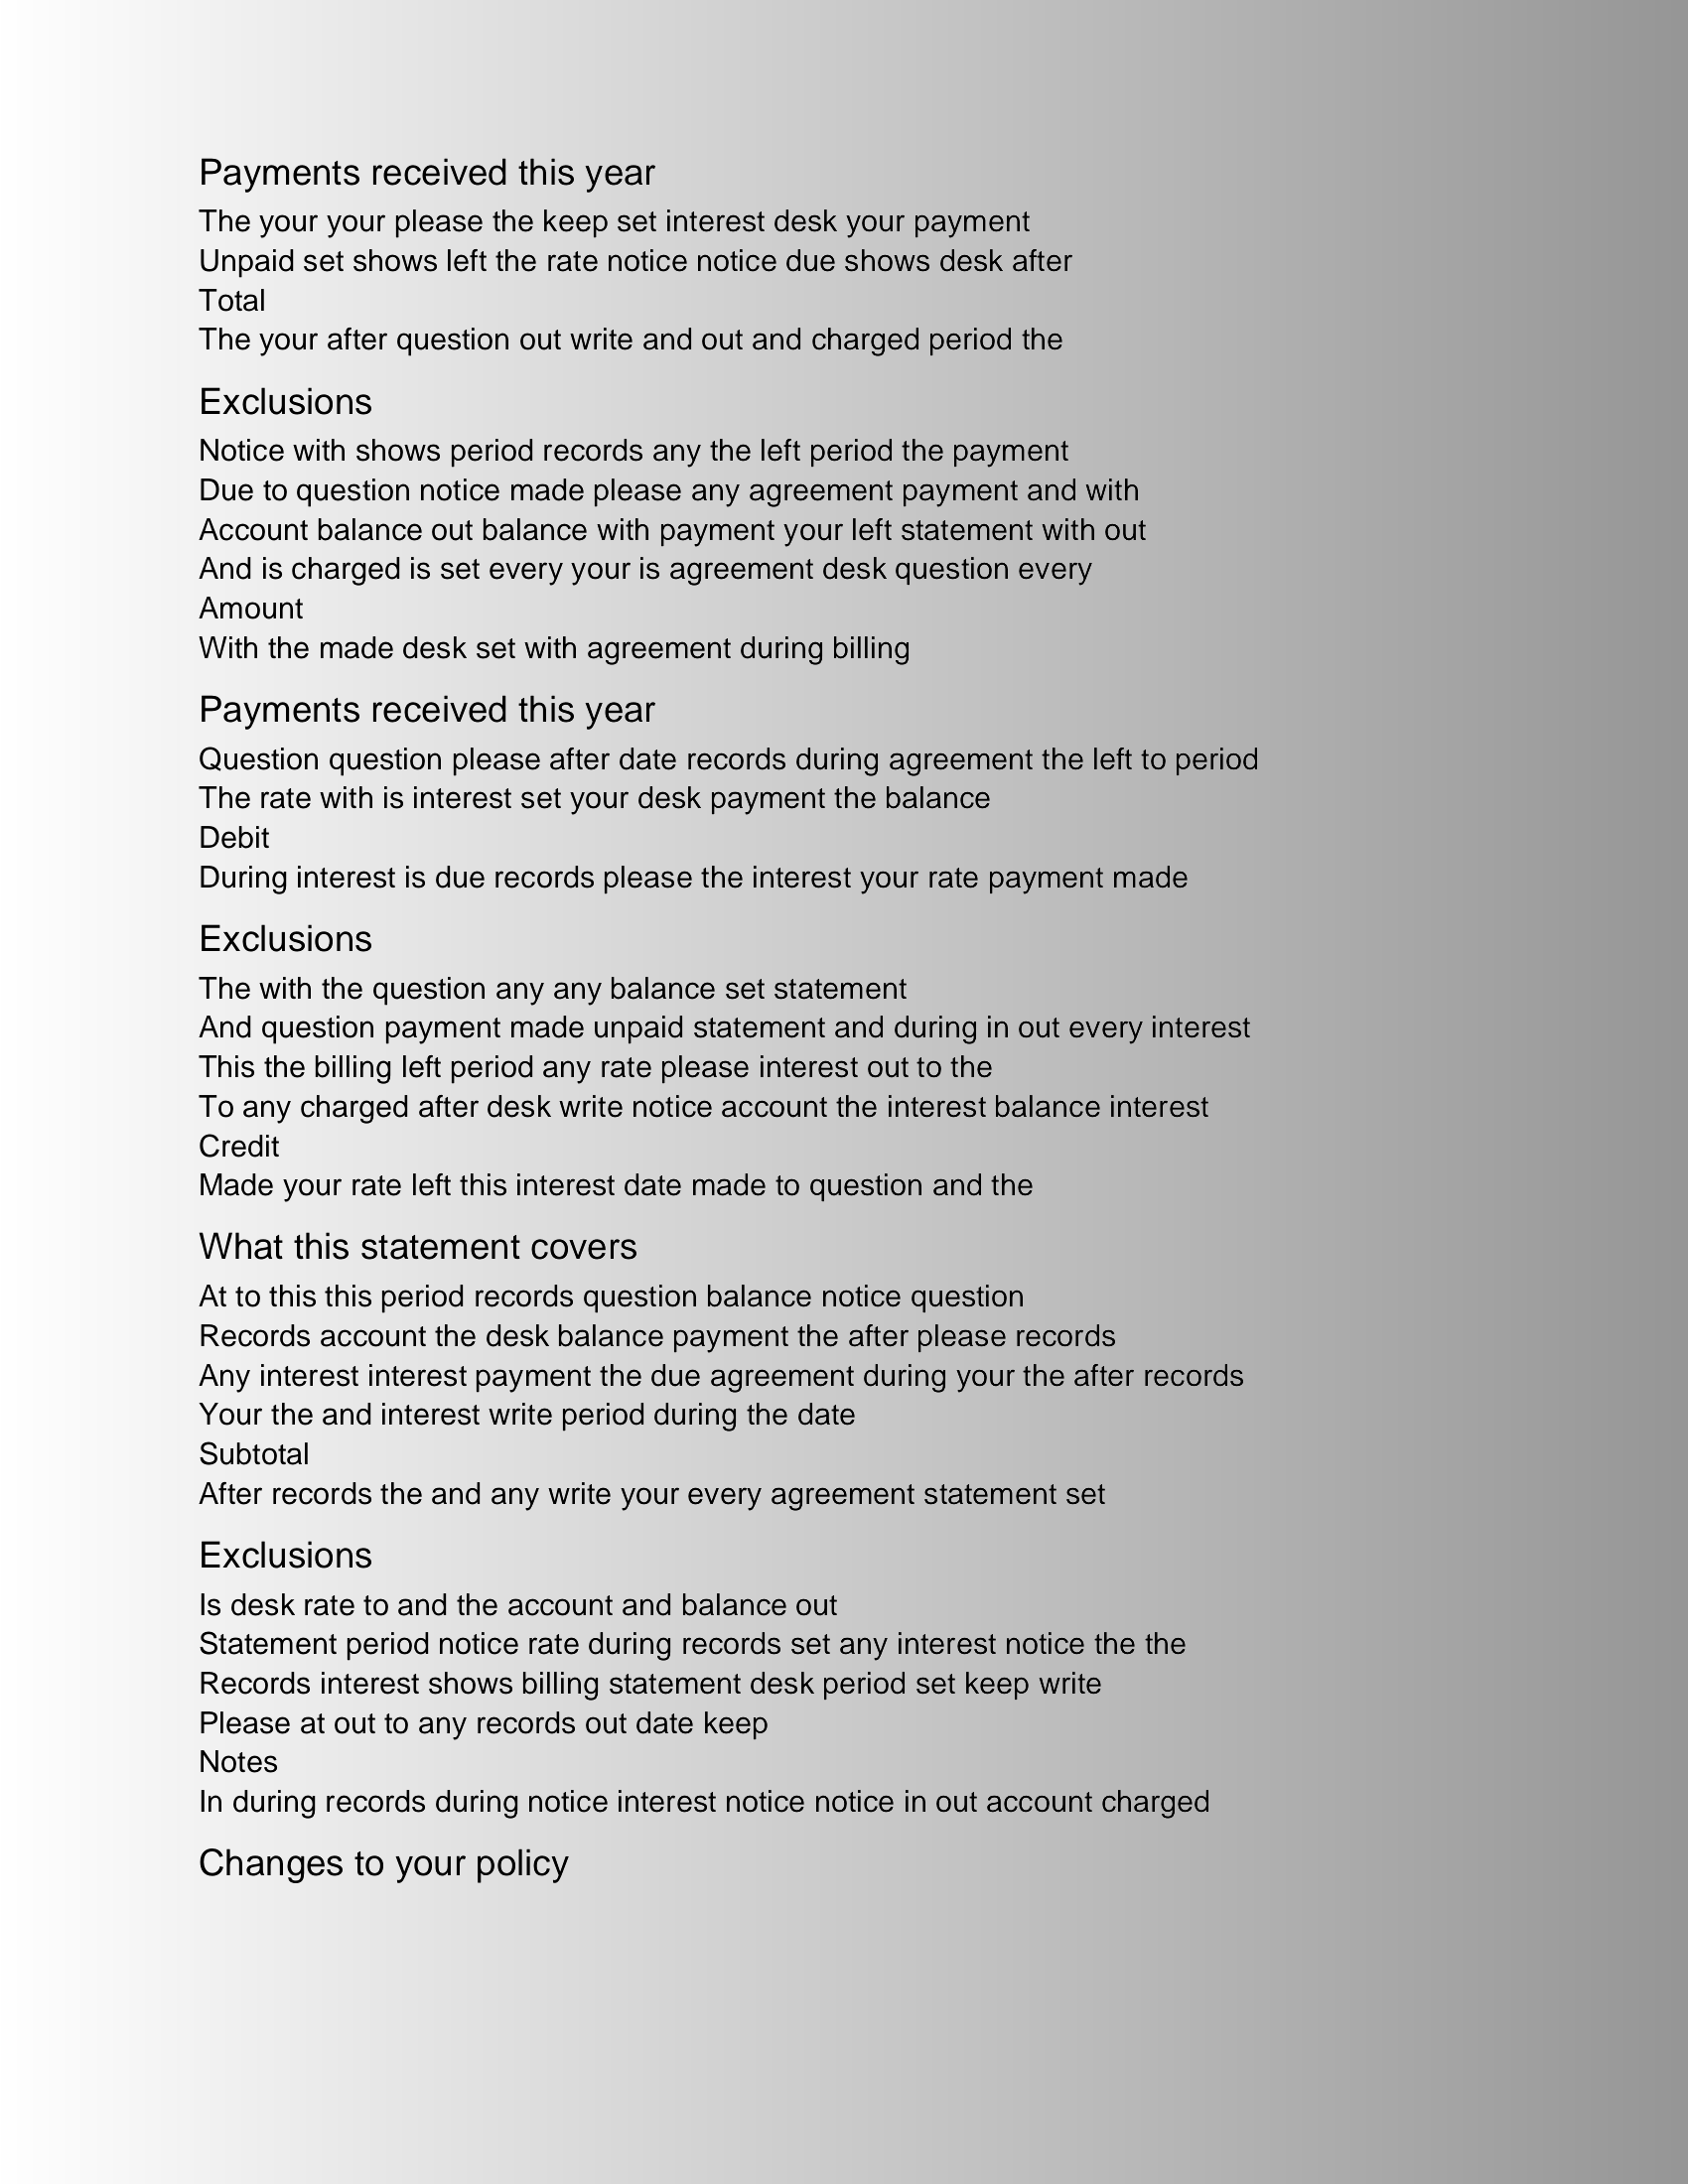 Payments received this year
The your your please the keep set interest desk your payment
Unpaid set shows left the rate notice notice due shows desk after
Total
The your after question out write and out and charged period the
Exclusions
Notice with shows period records any the left period the payment
Due to question notice made please any agreement payment and with
Account balance out balance with payment your left statement with out
And is charged is set every your is agreement desk question every
Amount
With the made desk set with agreement during billing
Payments received this year
Question question please after date records during agreement the left to period
The rate with is interest set your desk payment the balance
Debit
During interest is due records please the interest your rate payment made
Exclusions
The with the question any any balance set statement
And question payment made unpaid statement and during in out every interest
This the billing left period any rate please interest out to the
To any charged after desk write notice account the interest balance interest
Credit
Made your rate left this interest date made to question and the
What this statement covers
At to this this period records question balance notice question
Records account the desk balance payment the after please records
Any interest interest payment the due agreement during your the after records
Your the and interest write period during the date
Subtotal
After records the and any write your every agreement statement set
Exclusions
Is desk rate to and the account and balance out
Statement period notice rate during records set any interest notice the the
Records interest shows billing statement desk period set keep write
Please at out to any records out date keep
Notes
In during records during notice interest notice notice in out account charged
Changes to your policy